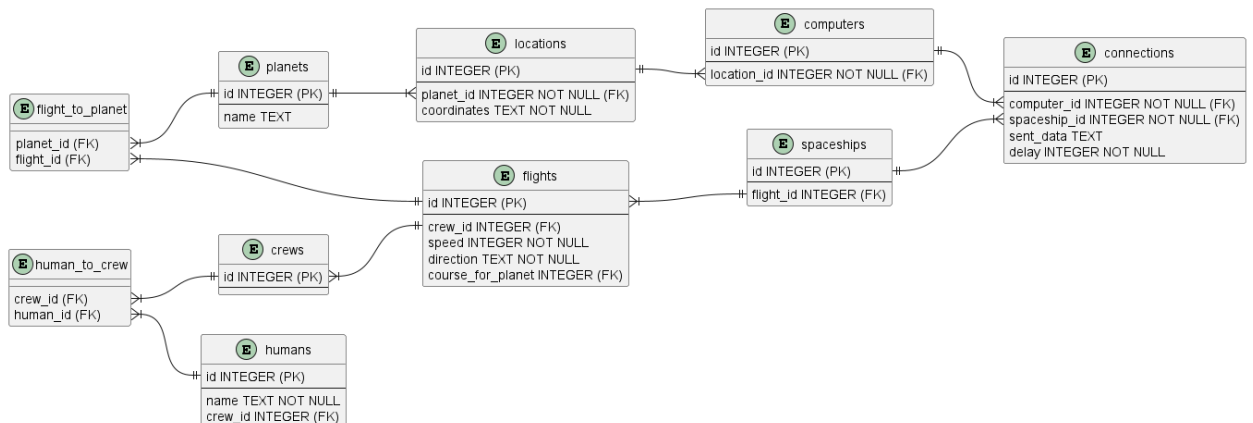 E flight_to_planet
planet_id (FK)
flight_id (FK)
E human_to_crew
crew_id (FK)
human_id (FK)
E planets
id INTEGER (PK)
name TEXT
E crews
id INTEGER (PK)
E humans
id INTEGER (PK)
name TEXT NOT NULL
crew_id INTEGER (FK)
E locations
id INTEGER (PK)
planet_id INTEGER NOT NULL (FK)
coordinates TEXT NOT NULL
E flights
id INTEGER (PK)
crew_id INTEGER (FK)
speed INTEGER NOT NULL
direction TEXT NOT NULL
course_for_planet INTEGER (FK)
E computers
id INTEGER (PK)
location_id INTEGER NOT NULL (FK)
E spaceships
id INTEGER (PK)
flight_id INTEGER (FK)
E connections
id INTEGER (PK)
computer_id INTEGER NOT NULL (FK)
spaceship_id INTEGER NOT NULL (FK)
sent_data TEXT
delay INTEGER NOT NULL